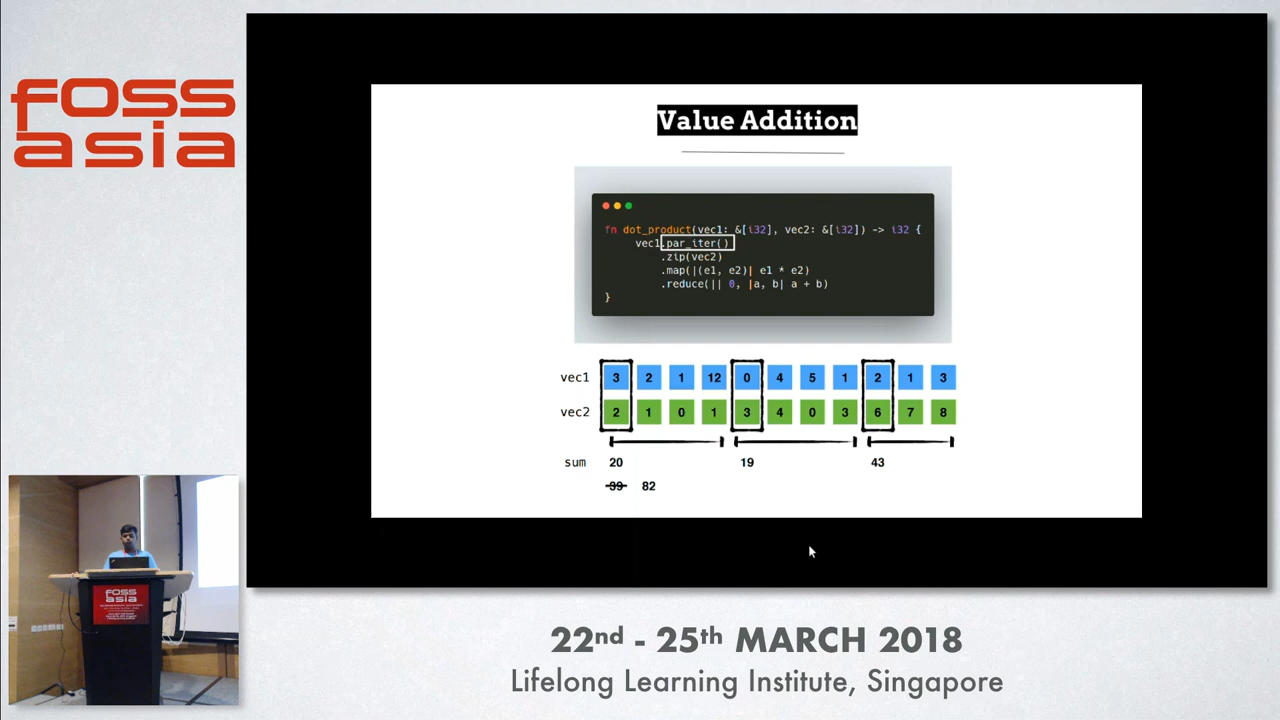 FOSS
asia
Value Addition
fn dot_product(vec1: &[i32], vec2: &[i32]) -> i32 {
vec1.par_iter()
.zip(vec2)
.map(|(e1, e2)| e1 * e2)
.reduce(|| 0, |a, b| a + b)
}
vec1 3 2 1 12 0 4 5 1 2 1 3
vec2 2 1 0 1 3 4 0 3 6 7 8
sum 20 19 43
39 82
FOSS
asia
22nd - 25th MARCH 2018
Lifelong Learning Institute, Singapore